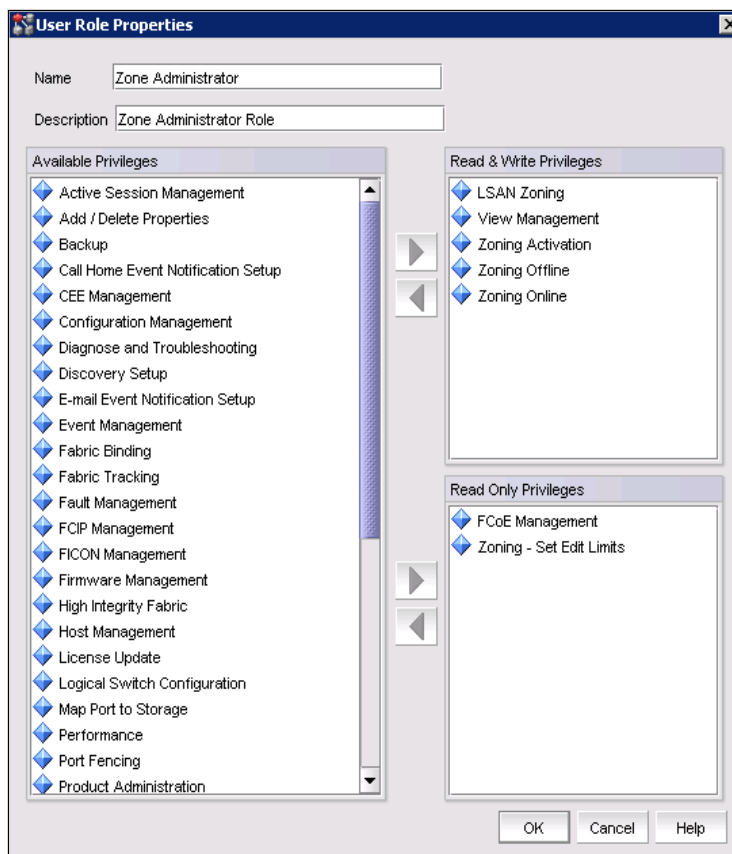 User Role Properties
Name
Zone Administrator
Description
Zone Administrator Role
Available Privileges
Active Session Management
Add / Delete Properties
Backup
Call Home Event Notification Setup
CEE Management
Configuration Management
Diagnose and Troubleshooting
Discovery Setup
E-mail Event Notification Setup
Event Management
Fabric Binding
Fabric Tracking
Fault Management
FCIP Management
FICON Management
Firmware Management
High Integrity Fabric
Host Management
License Update
Logical Switch Configuration
Map Port to Storage
Performance
Port Fencing
Product Administration
Read & Write Privileges
LSAN Zoning
View Management
Zoning Activation
Zoning Offline
Zoning Online
Read Only Privileges
FCoE Management
Zoning - Set Edit Limits
OK
Cancel
Help